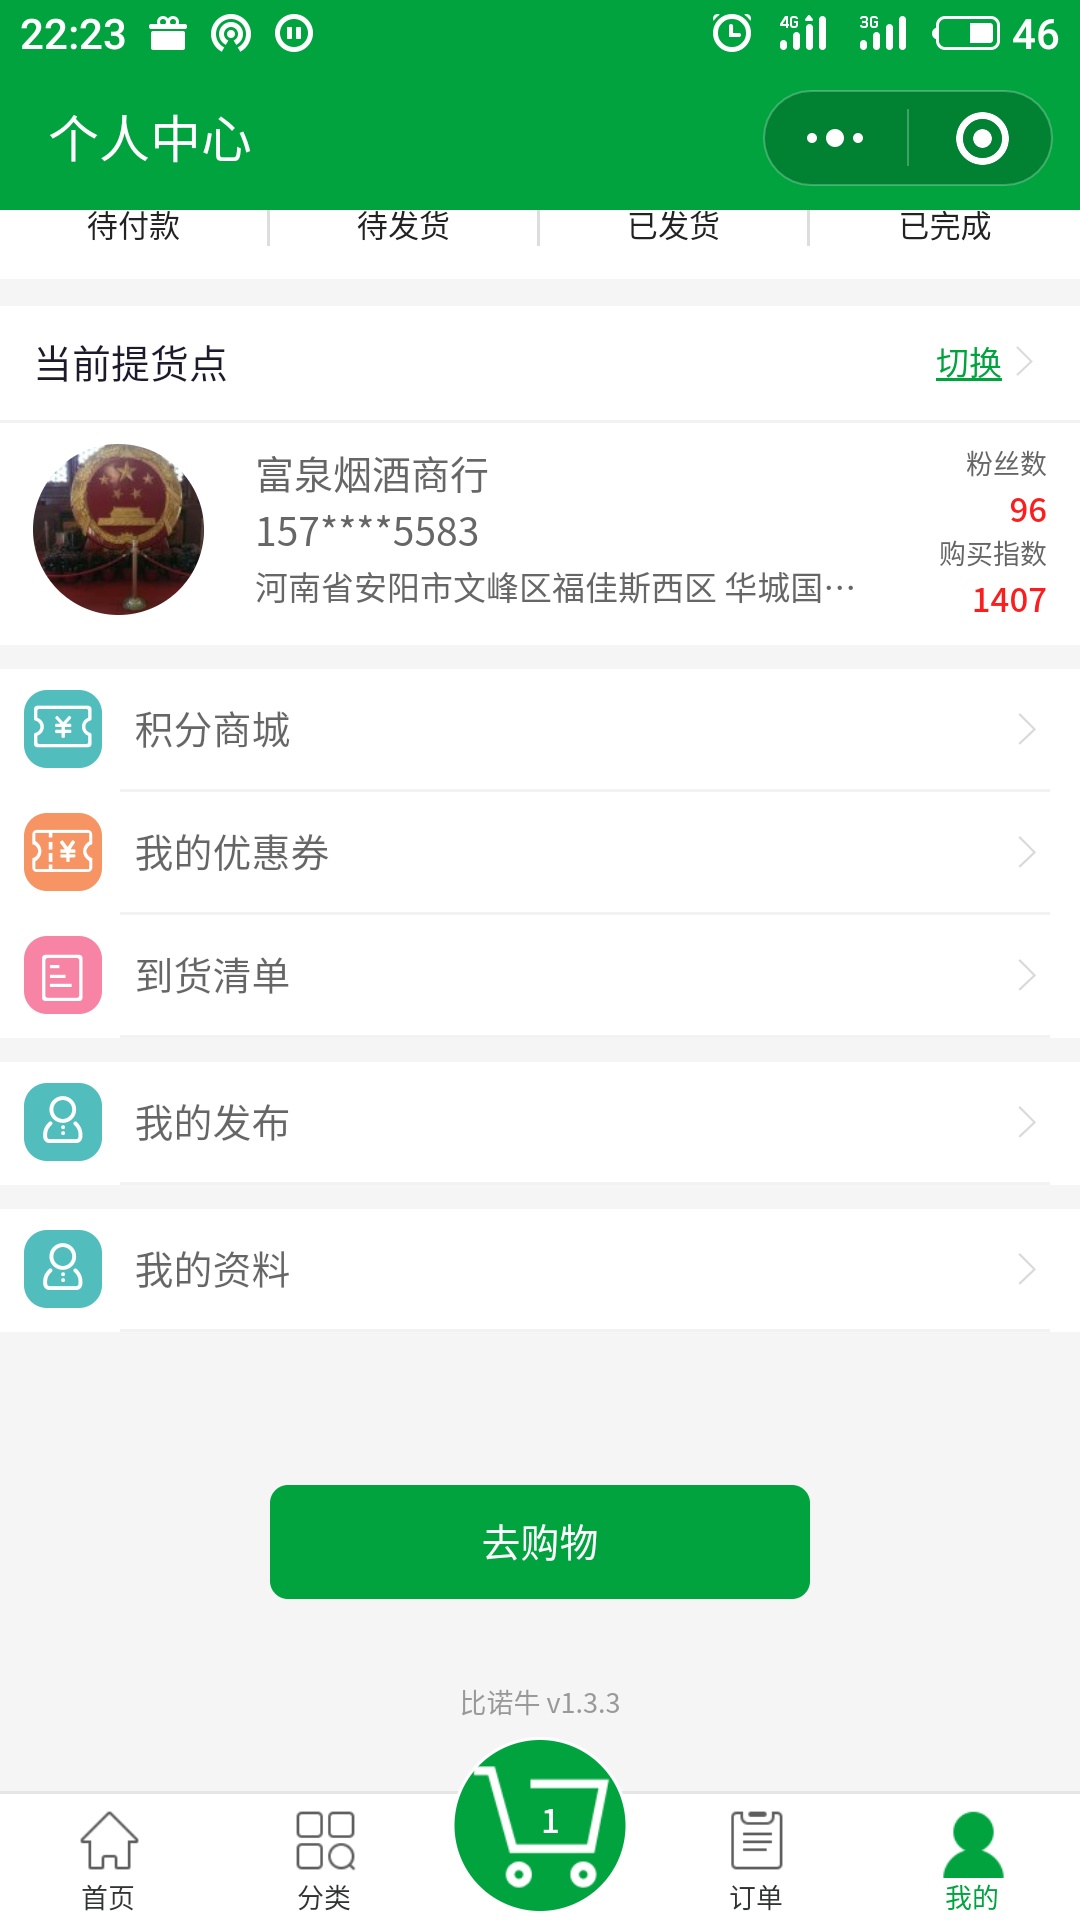 22:23 4G 3G 46
个人中心
待付款 待发货 已发货 已完成
当前提货点 切换
富泉烟酒商行 粉丝数
157****5583 96
河南省安阳市文峰区福佳斯西区 华城国… 购买指数
1407
积分商城
我的优惠券
到货清单
我的发布
我的资料
去购物
比诺牛 v1.3.3
1
首页 分类 订单 我的